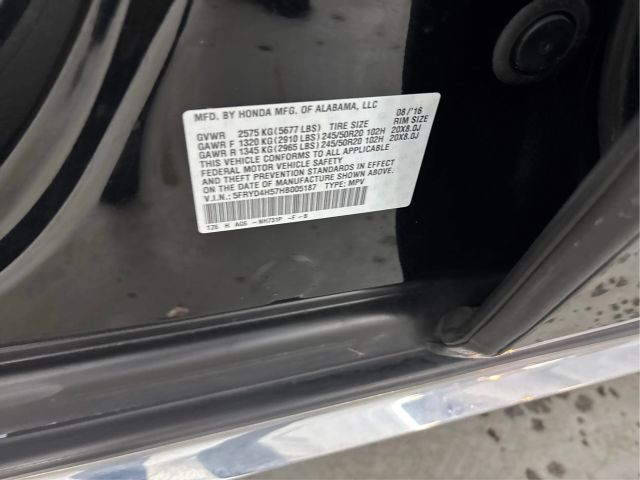 MFD. BY HONDA MFG. OF ALABAMA, LLC 08/'16
GVWR 2575 KG(5677 LBS) TIRE SIZE RIM SIZE
GAWR F 1320 KG(2910 LBS) 245/50R20 102H 20X8.0J
GAWR R 1345 KG(2965 LBS) 245/50R20 102H 20X8.0J
THIS VEHICLE CONFORMS TO ALL APPLICABLE
FEDERAL MOTOR VEHICLE SAFETY
AND THEFT PREVENTION STANDARDS IN EFFECT
ON THE DATE OF MANUFACTURE SHOWN ABOVE.
V.I.N.: 5FRYD4H57HB005187 TYPE: MPV
TZ6 H A06 -NH731P -F -B